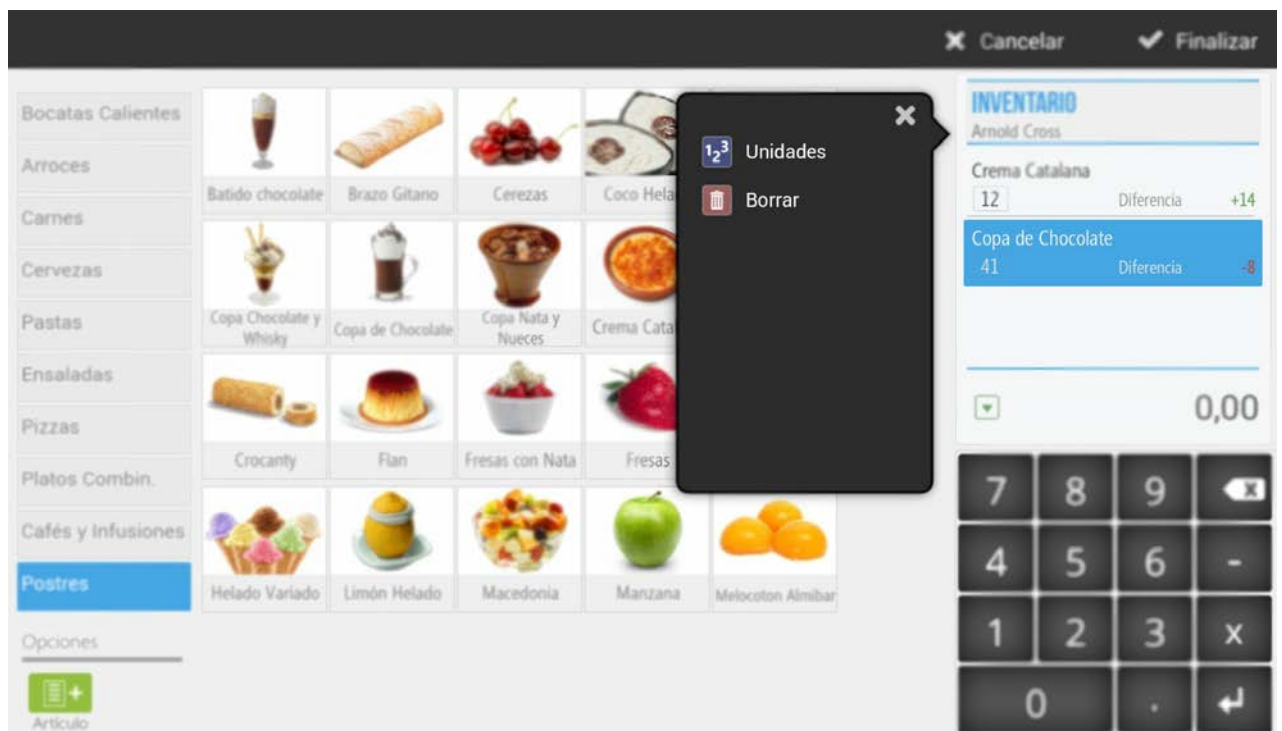 Cancelar
Finalizar
Bocatas Calientes
Arroces
Carnes
Cervezas
Pastas
Ensaladas
Pizzas
Platos Combin.
Cafés y Infusiones
Postres
Opciones
Artículo
Batido chocolate
Brazo Gitano
Cerezas
Coco Hela
Copa Chocolate y
Whisky
Copa de Chocolate
Copa Nata y
Nueces
Crema Cata
Crocanty
Flan
Fresas con Nata
Fresas
Helado Variado
Limón Helado
Macedonia
Manzana
Melocoton Almibar
123 Unidades
Borrar
INVENTARIO
Arnold Cross
Crema Catalana
12 Diferencia +14
Copa de Chocolate
41 Diferencia -8
0,00
7 8 9 x
4 5 6 -
1 2 3 x
0 .